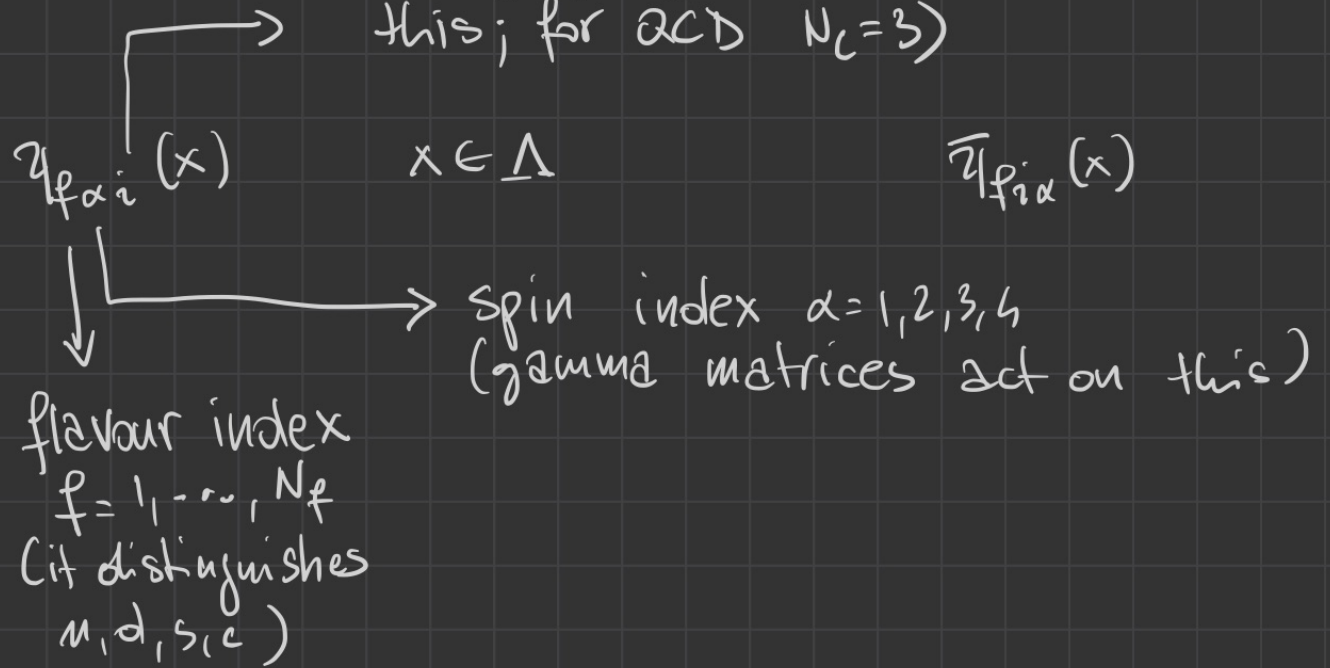 this; for QCD N_c=3)
ψ_{fαi}(x) x∈Λ ψ̄_{fiα}(x)
spin index α=1,2,3,4
(gamma matrices act on this)
flavour index
f=1,...,N_f
(it distinguishes
u,d,s,c)